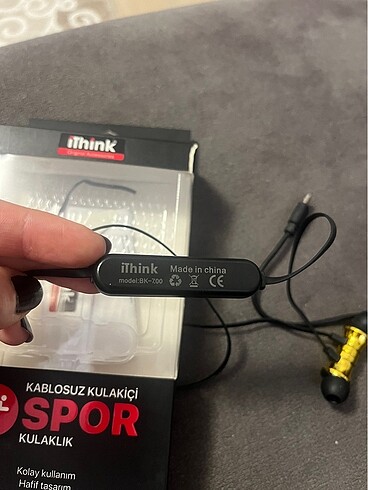 iThink
Original Accessories
iThink
Made in china
model:BK-700
CE
KABLOSUZ KULAKİÇİ
SPOR
KULAKLIK
Kolay kullanım
Hafif tasarım